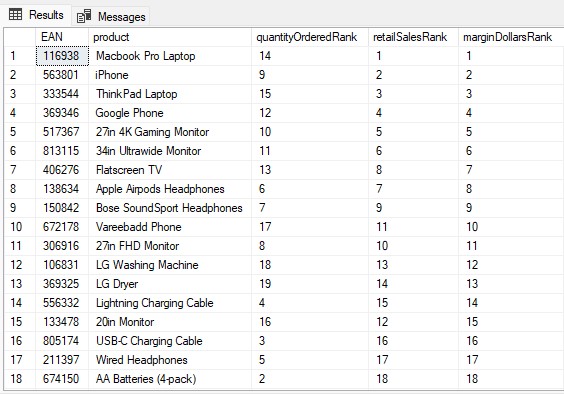 Results Messages
EAN product quantityOrderedRank retailSalesRank marginDollarsRank
1 116938 Macbook Pro Laptop 14 1 1
2 563801 iPhone 9 2 2
3 333544 ThinkPad Laptop 15 3 3
4 369346 Google Phone 12 4 4
5 517367 27in 4K Gaming Monitor 10 5 5
6 813115 34in Ultrawide Monitor 11 6 6
7 406276 Flatscreen TV 13 8 7
8 138634 Apple Airpods Headphones 6 7 8
9 150842 Bose SoundSport Headphones 7 9 9
10 672178 Vareebadd Phone 17 11 10
11 306916 27in FHD Monitor 8 10 11
12 106831 LG Washing Machine 18 13 12
13 369325 LG Dryer 19 14 13
14 556332 Lightning Charging Cable 4 15 14
15 133478 20in Monitor 16 12 15
16 805174 USB-C Charging Cable 3 16 16
17 211397 Wired Headphones 5 17 17
18 674150 AA Batteries (4-pack) 2 18 18